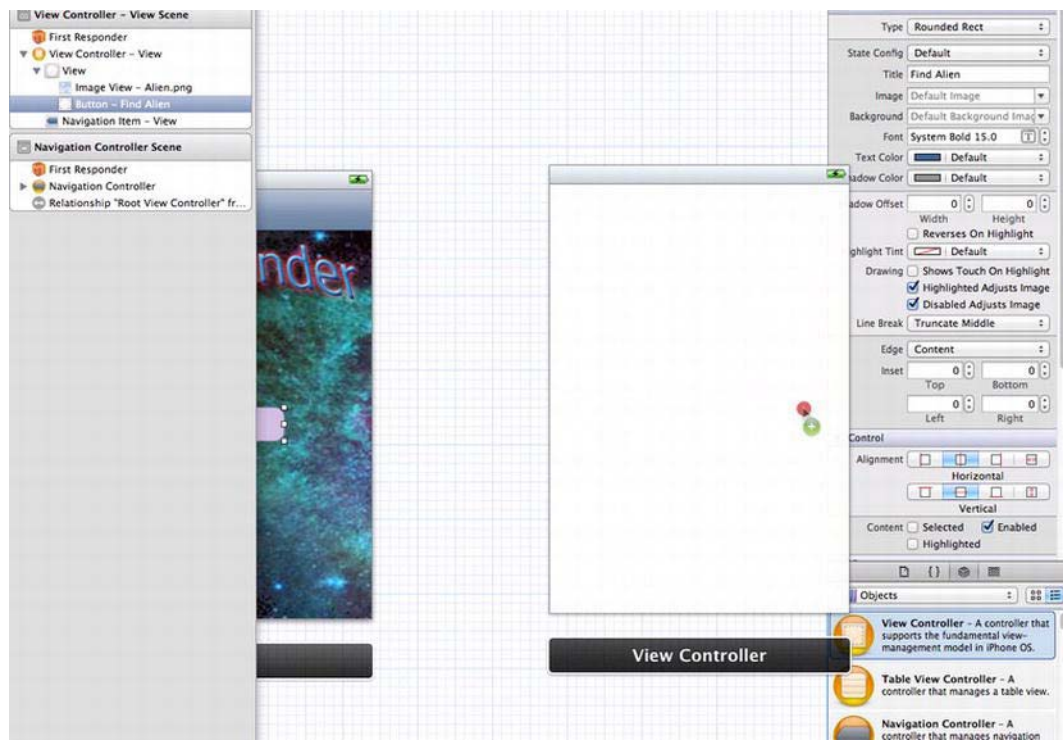 View Controller – View Scene
First Responder
View Controller – View
View
Image View – Alien.png
Button – Find Alien
Navigation Item – View
Navigation Controller Scene
First Responder
Navigation Controller
Relationship "Root View Controller" fr...
nder
View Controller
Type Rounded Rect
State Config Default
Title Find Alien
Image Default Image
Background Default Background Imag
Font System Bold 15.0 T
Text Color Default
hadow Color Default
adow Offset 0 0
Width Height
Reverses On Highlight
ghlight Tint Default
Drawing Shows Touch On Highlight
Highlighted Adjusts Image
Disabled Adjusts Image
Line Break Truncate Middle
Edge Content
Inset 0 0
Top Bottom
0 0
Left Right
Control
Alignment
Horizontal
Vertical
Content Selected Enabled
Highlighted
{}
Objects
View Controller – A controller that
supports the fundamental view-
management model in iPhone OS.
Table View Controller – A
controller that manages a table view.
Navigation Controller – A
controller that manages navigation